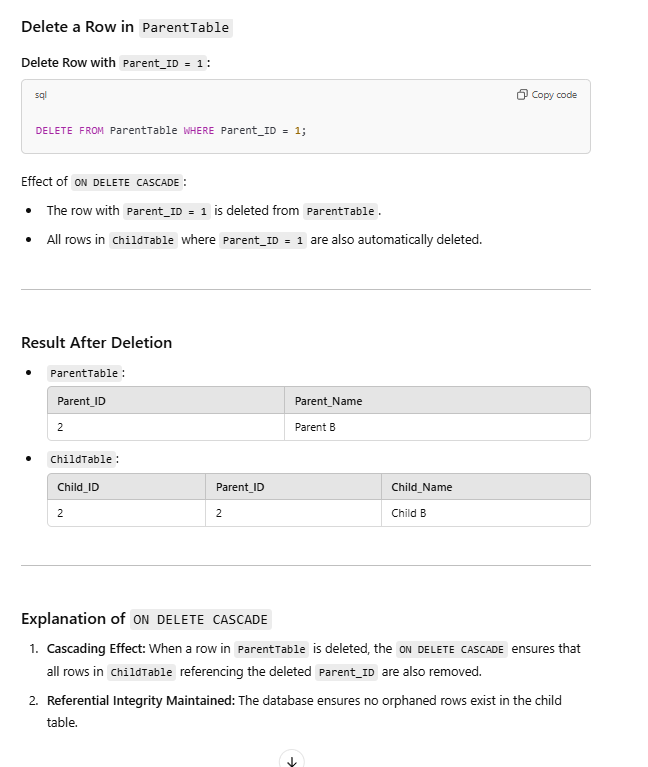 Delete a Row in ParentTable
Delete Row with Parent_ID = 1:
sql
Copy code
DELETE FROM ParentTable WHERE Parent_ID = 1;
Effect of ON DELETE CASCADE:
• The row with Parent_ID = 1 is deleted from ParentTable.
• All rows in ChildTable where Parent_ID = 1 are also automatically deleted.
Result After Deletion
• ParentTable:
Parent_ID Parent_Name
2 Parent B
• ChildTable:
Child_ID Parent_ID Child_Name
2 2 Child B
Explanation of ON DELETE CASCADE
1. Cascading Effect: When a row in ParentTable is deleted, the ON DELETE CASCADE ensures that
all rows in ChildTable referencing the deleted Parent_ID are also removed.
2. Referential Integrity Maintained: The database ensures no orphaned rows exist in the child
table.